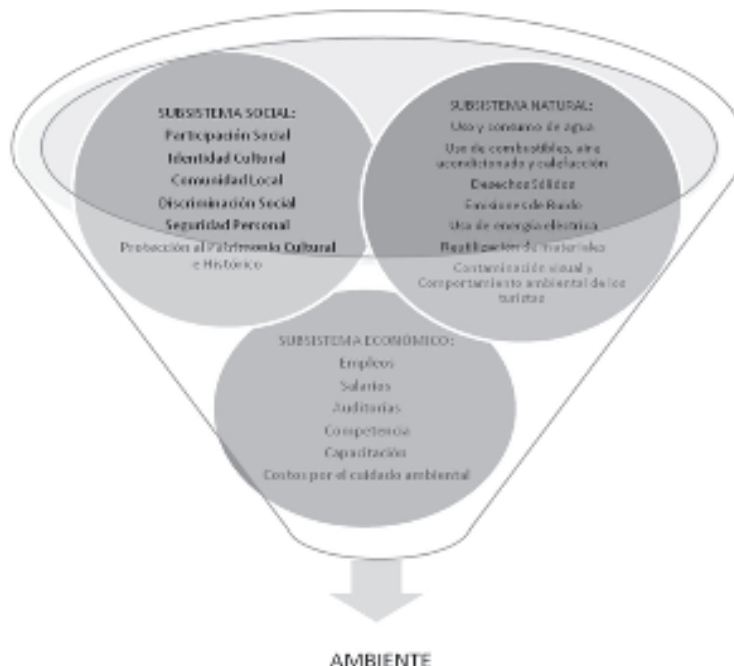 SUBSISTEMA SOCIAL:
Participación Social
Identidad Cultural
Comunidad Local
Discriminación Social
Seguridad Personal
Protección al Patrimonio Cultural
e Histórico
SUBSISTEMA NATURAL:
Uso y consumo de agua
Uso de combustibles, aire
acondicionado y calefacción
Desechos Sólidos
Emisiones de Ruido
Uso de energía eléctrica
Reutilización de materiales
Contaminación visual y
Comportamiento ambiental de los
turistas
SUBSISTEMA ECONÓMICO:
Empleos
Salarios
Auditorías
Competencia
Capacitación
Costos por el cuidado ambiental
AMBIENTE